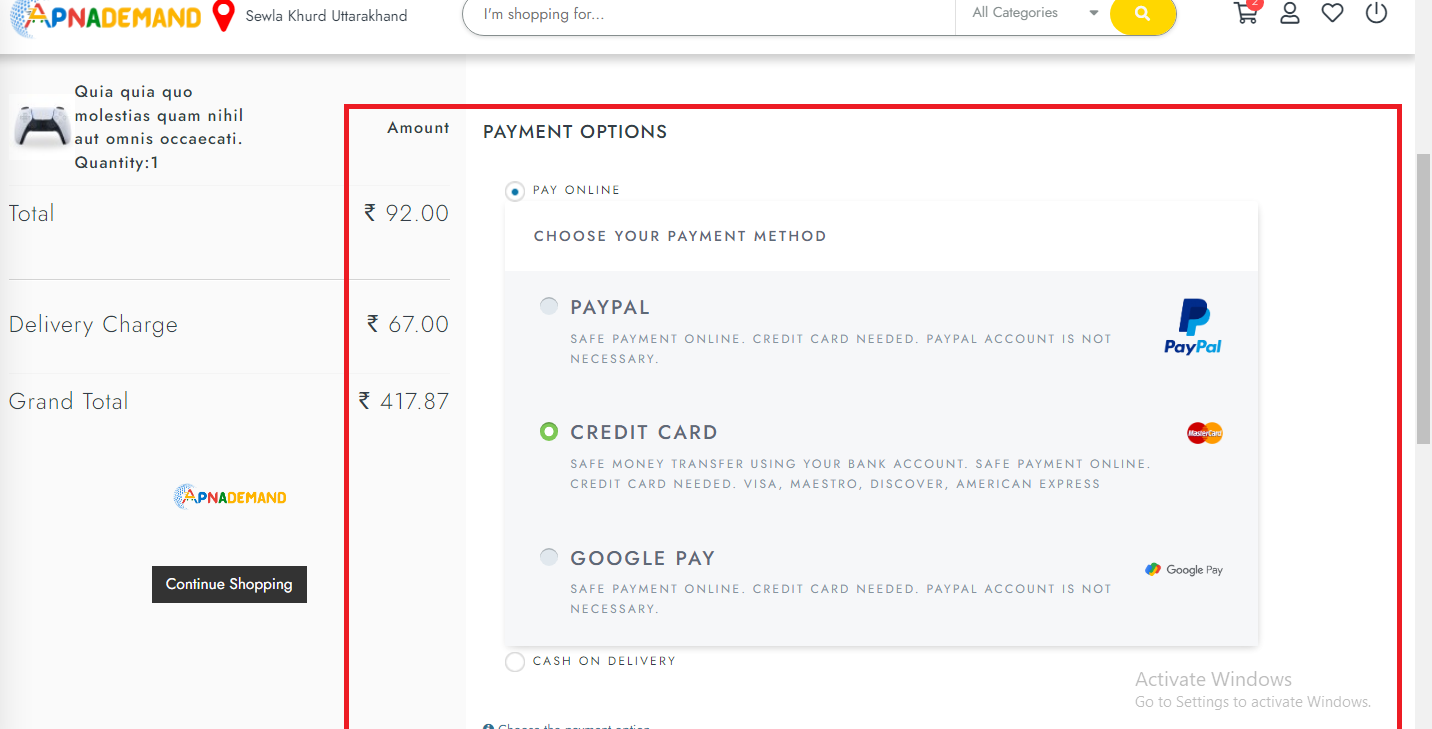 APNADEMAND
Sewla Khurd Uttarakhand
I'm shopping for...
All Categories
2
Quia quia quo
molestias quam nihil
aut omnis occaecati.
Quantity:1
Amount
Total
₹ 92.00
Delivery Charge
₹ 67.00
Grand Total
₹ 417.87
APNADEMAND
Continue Shopping
PAYMENT OPTIONS
PAY ONLINE
CHOOSE YOUR PAYMENT METHOD
PAYPAL
SAFE PAYMENT ONLINE. CREDIT CARD NEEDED. PAYPAL ACCOUNT IS NOT
NECESSARY.
PayPal
CREDIT CARD
SAFE MONEY TRANSFER USING YOUR BANK ACCOUNT. SAFE PAYMENT ONLINE.
CREDIT CARD NEEDED. VISA, MAESTRO, DISCOVER, AMERICAN EXPRESS
MasterCard
GOOGLE PAY
SAFE PAYMENT ONLINE. CREDIT CARD NEEDED. PAYPAL ACCOUNT IS NOT
NECESSARY.
Google Pay
CASH ON DELIVERY
Choose the payment option
Activate Windows
Go to Settings to activate Windows.